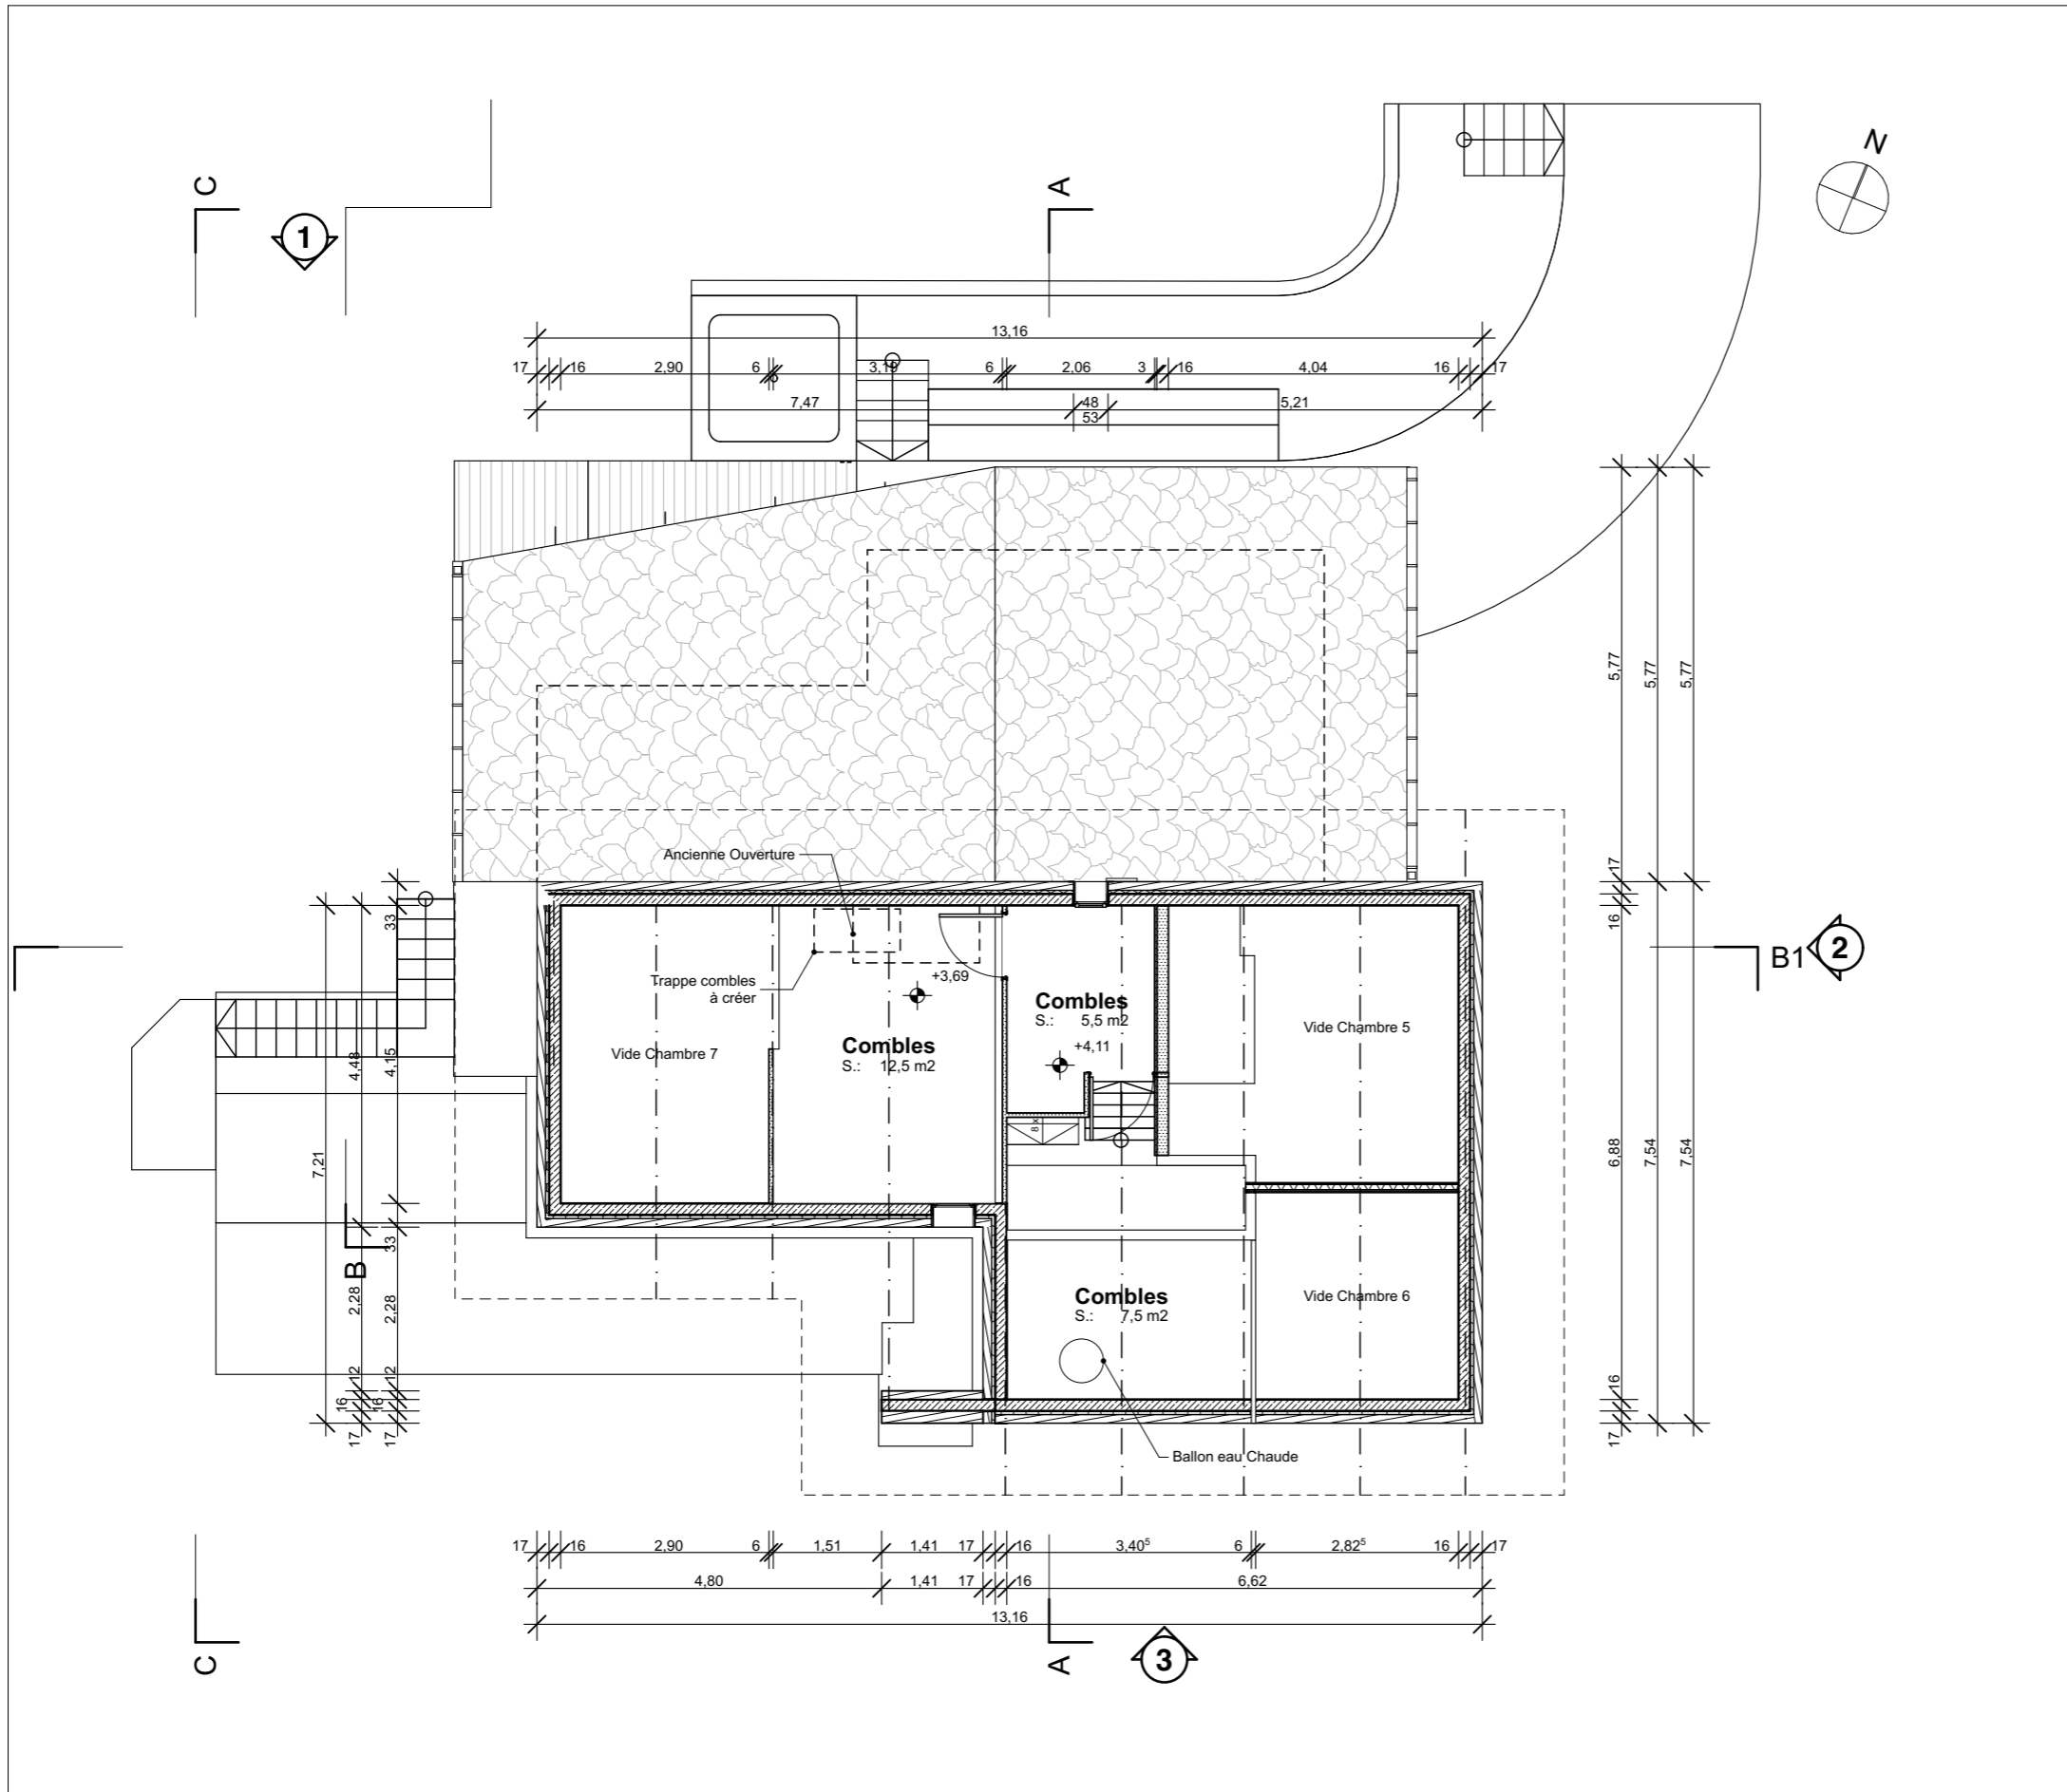 N
C
A
1
13,16
17 16 2,90 6 3,19 6 2,06 3 16 4,04 16 17
7,47 48 5,21
53
5,77 5,77 5,77
Ancienne Ouverture
17
33
16
B1
2
+3,69
Trappe combles
à créer
Combles
S.: 5,5 m2
Vide Chambre 5
+4,11
Combles
S.: 12,5 m2
Vide Chambre 7
4,48 4,15
8 x
7,21
6,88 7,54 7,54
33
B
2,28 2,28
Combles
S.: 7,5 m2
Vide Chambre 6
12 12
16 16
16
17 17
17
Ballon eau Chaude
17 16 2,90 6 1,51 1,41 17 16 3,40⁵ 6 2,82⁵ 16 17
4,80 1,41 17 16 6,62
13,16
C
A
3